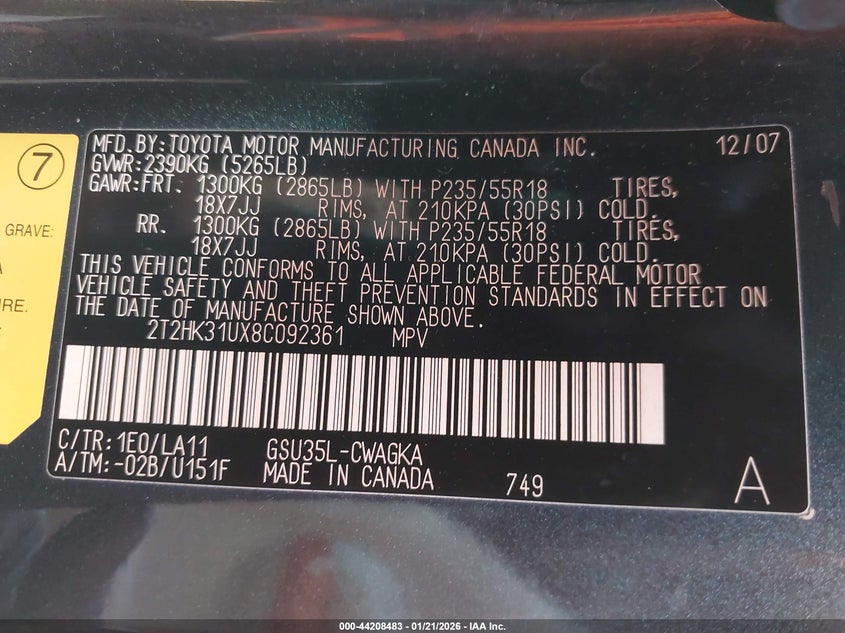 7
GRAVE:
A
RE.
MFD.BY:TOYOTA MOTOR MANUFACTURING CANADA INC. 12/07
GVWR:2390KG (5265LB)
GAWR:FRT. 1300KG (2865LB) WITH P235/55R18 TIRES,
18X7JJ RIMS, AT 210KPA (30PSI) COLD.
RR. 1300KG (2865LB) WITH P235/55R18 TIRES,
18X7JJ RIMS, AT 210KPA (30PSI) COLD.
THIS VEHICLE CONFORMS TO ALL APPLICABLE FEDERAL MOTOR
VEHICLE SAFETY AND THEFT PREVENTION STANDARDS IN EFFECT ON
THE DATE OF MANUFACTURE SHOWN ABOVE.
2T2HK31UX8C092361 MPV
C/TR:1E0/LA11 GSU35L-CWAGKA
A/TM:-02B/U151F MADE IN CANADA 749 A
000-44208483 - 01/21/2026 - IAA Inc.